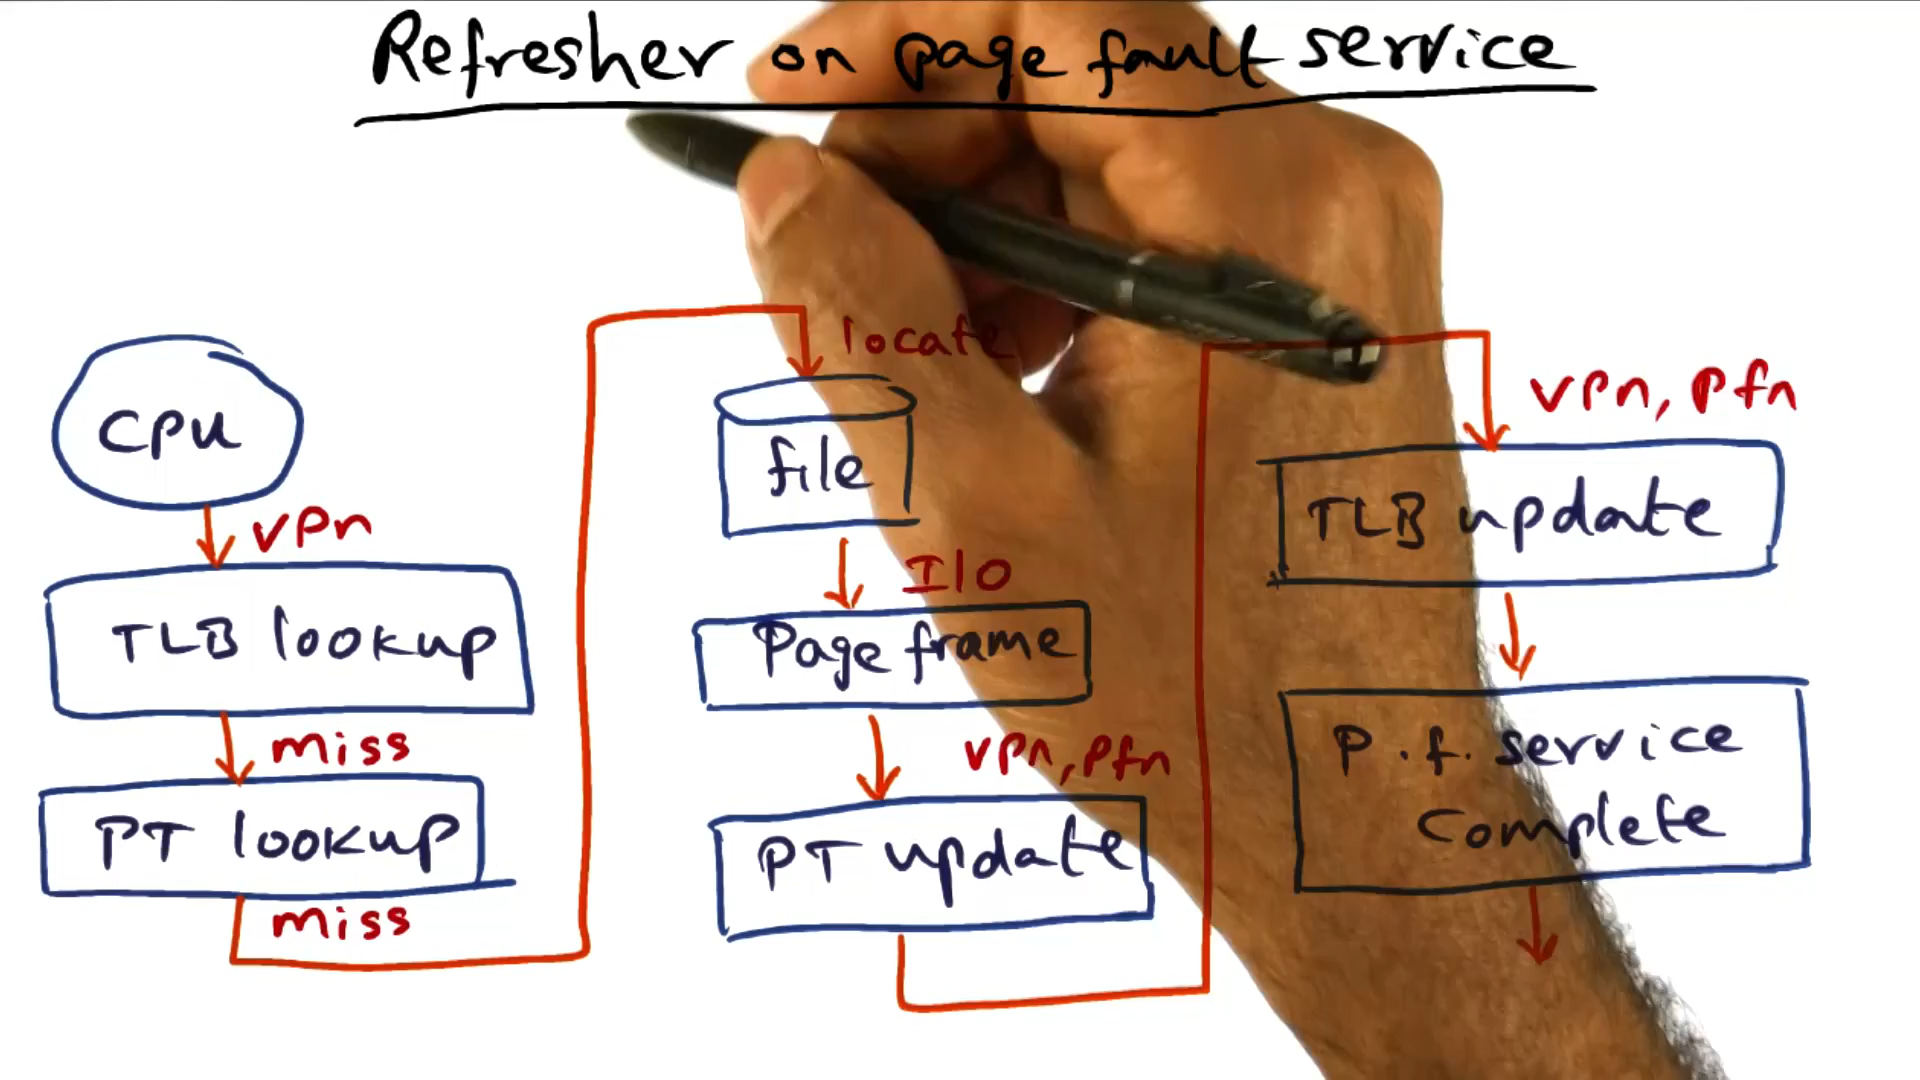 Refresher on page fault service
CPU
vpn
TLB lookup
miss
PT lookup
miss
locate
file
I/O
Page frame
vpn, pfn
PT update
vpn, pfn
TLB update
P.f. service
Complete